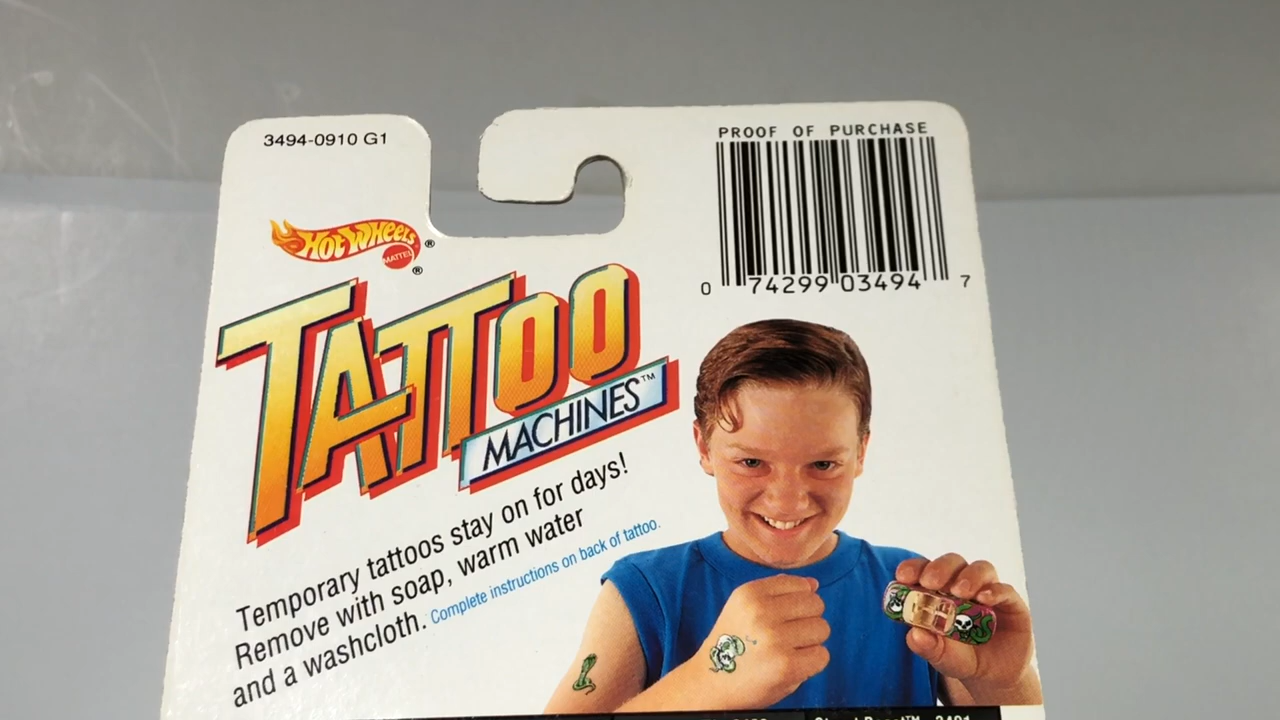 3494-0910 G1
PROOF OF PURCHASE
0 74299 03494 7
HOT WHEELS ®
MATTEL ®
TATTOO
MACHINES™
Temporary tattoos stay on for days!
Remove with soap, warm water
and a washcloth. Complete instructions on back of tattoo.